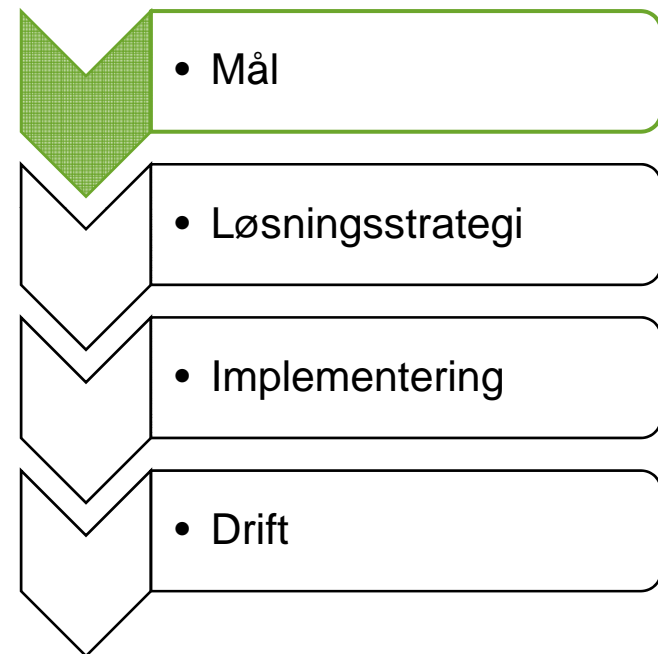 • Mål
• Løsningsstrategi
• Implementering
• Drift